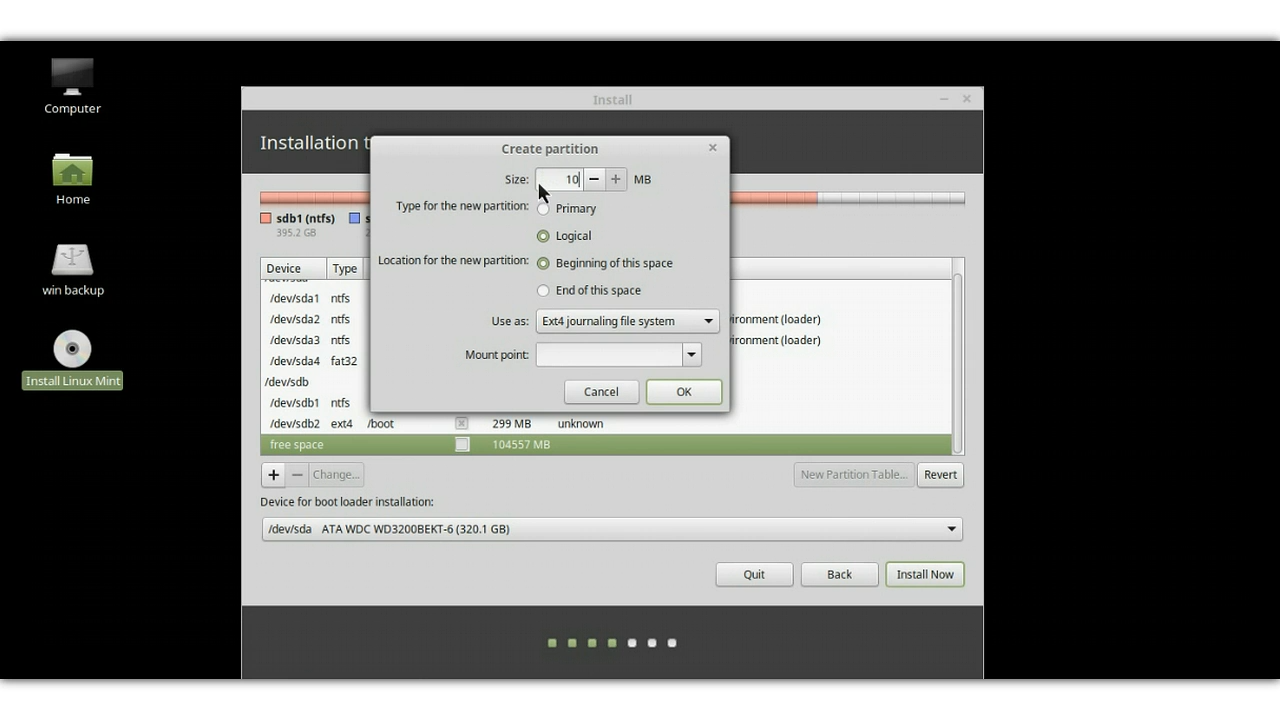 Computer
Home
win backup
Install Linux Mint
Install
Installation t
Create partition
Size: 10 MB
Type for the new partition: Primary
Logical
Location for the new partition: Beginning of this space
End of this space
Use as: Ext4 journaling file system
Mount point:
Cancel OK
sdb1 (ntfs) s
395.2 GB 2
Device Type
/dev/sda1 ntfs
/dev/sda2 ntfs ironment (loader)
/dev/sda3 ntfs ironment (loader)
/dev/sda4 fat32
/dev/sdb
/dev/sdb1 ntfs
/dev/sdb2 ext4 /boot 299 MB unknown
free space 104557 MB
+ − Change... New Partition Table... Revert
Device for boot loader installation:
/dev/sda ATA WDC WD3200BEKT-6 (320.1 GB)
Quit Back Install Now